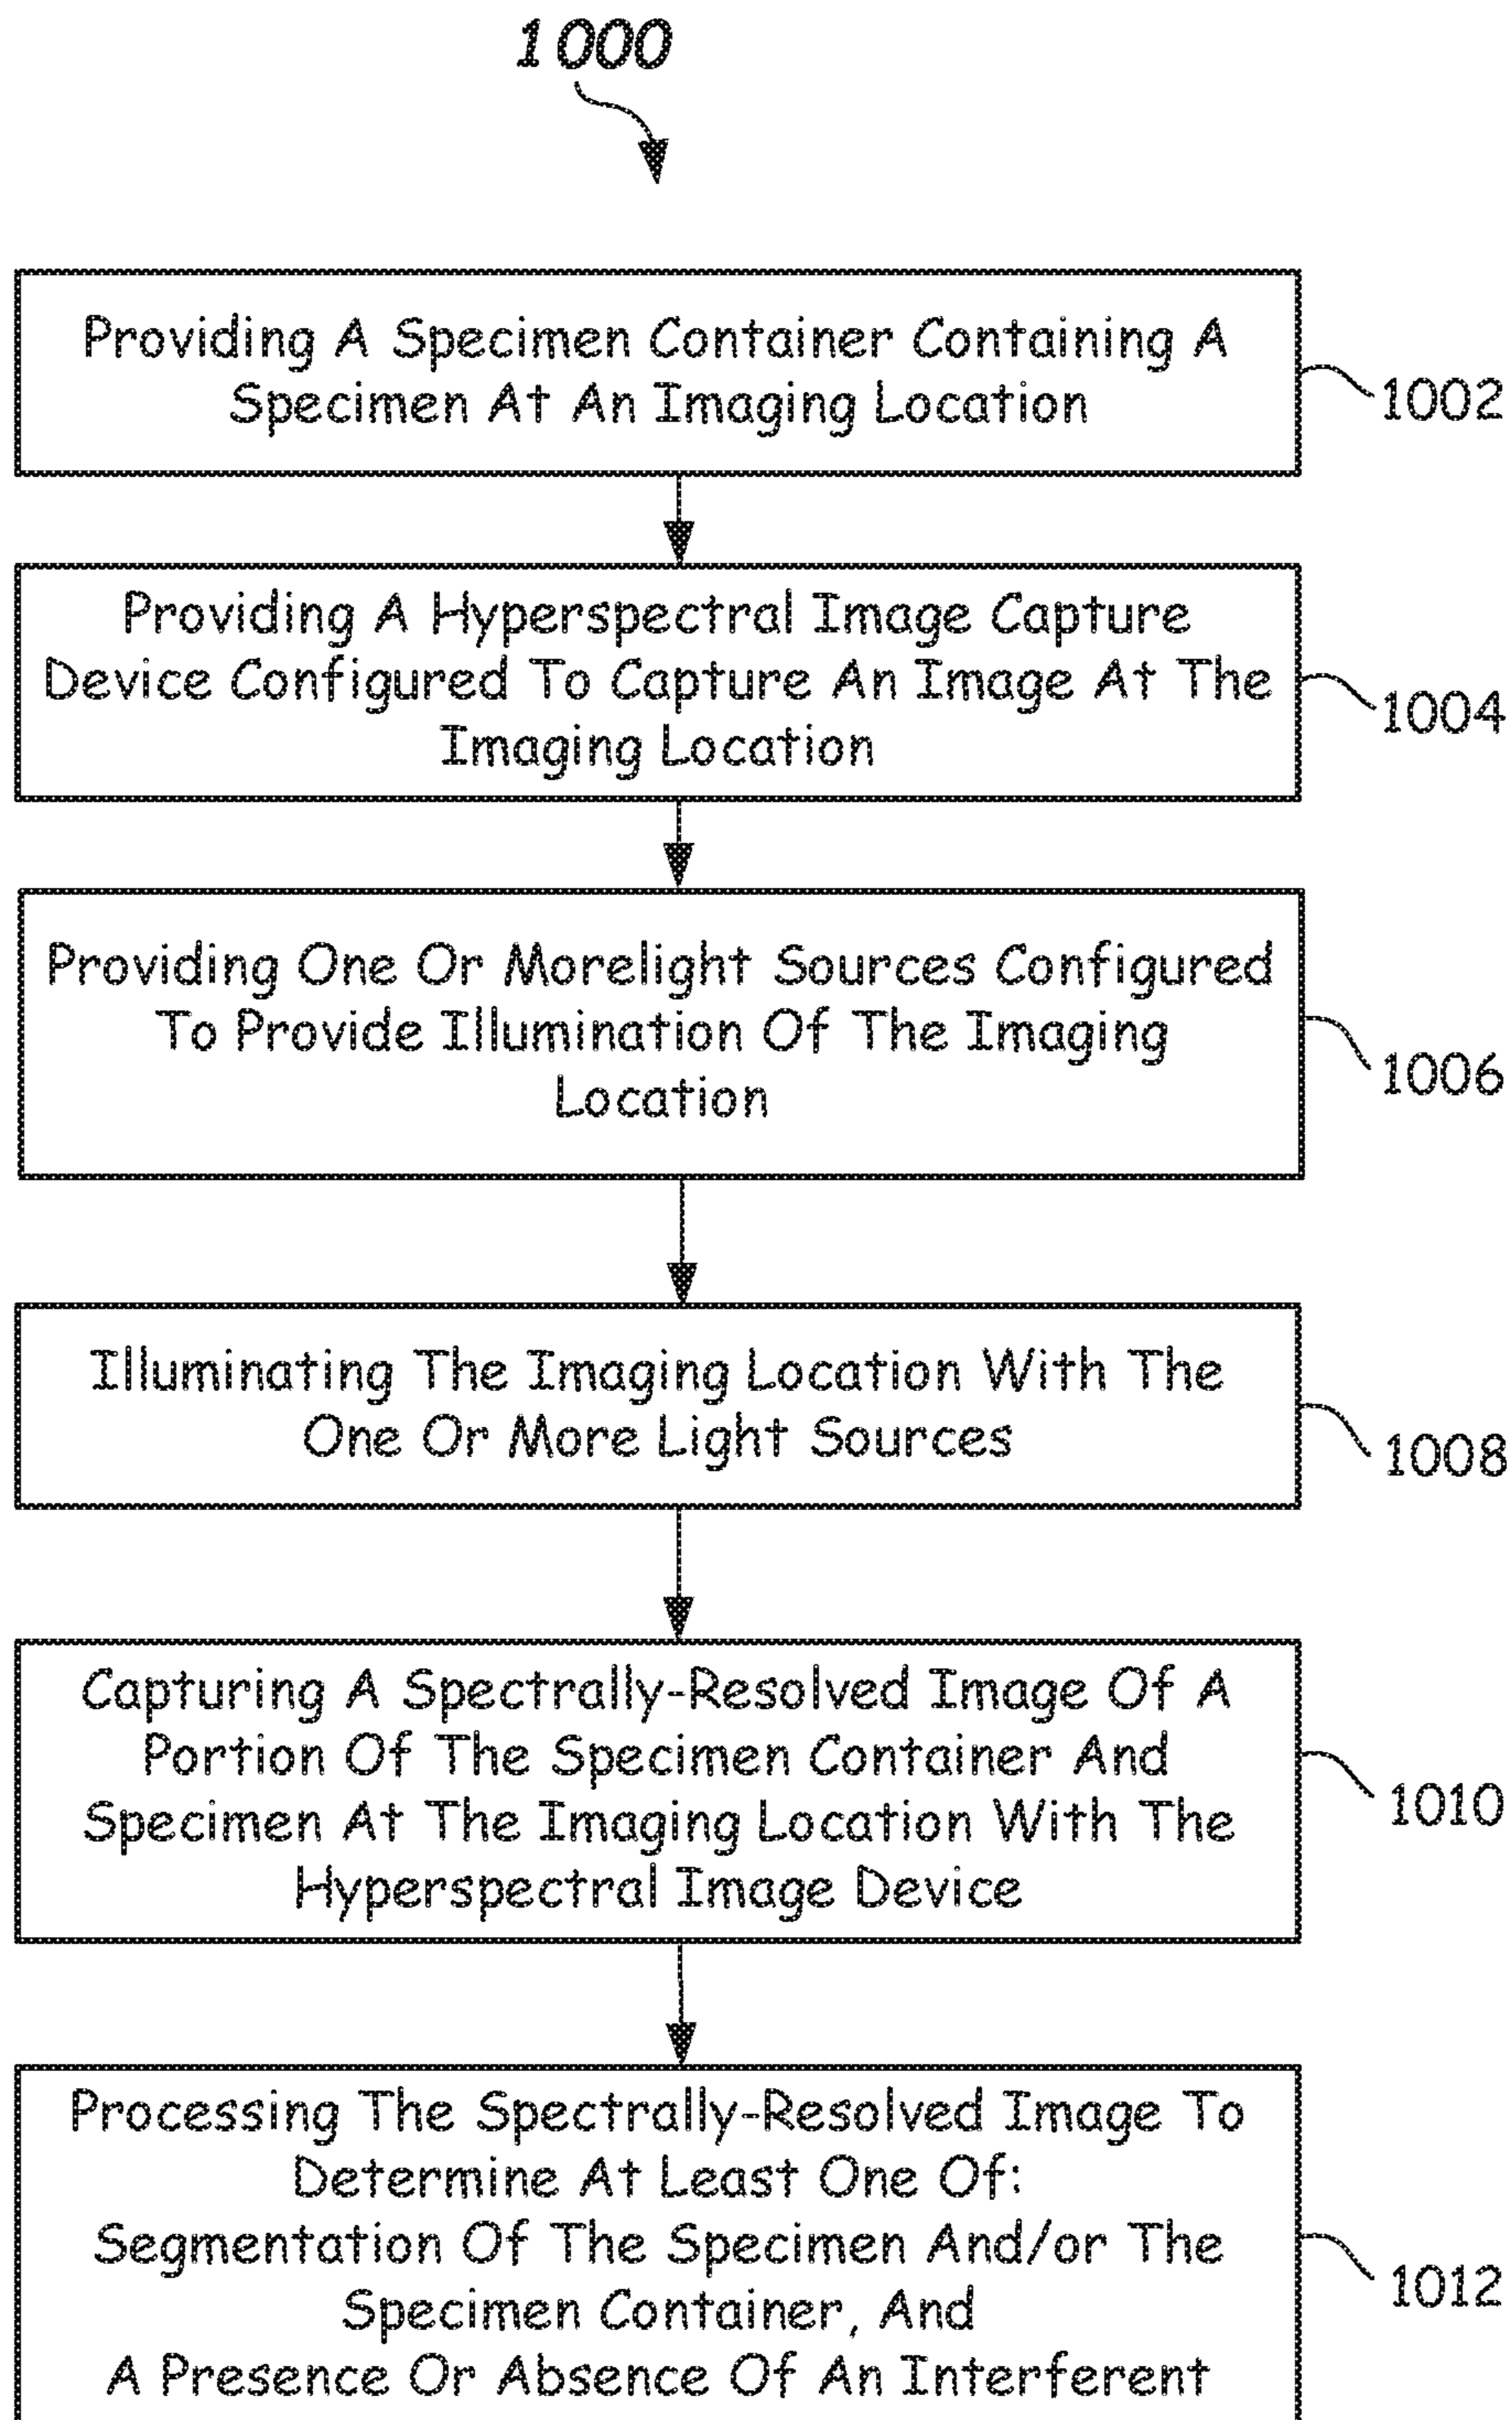 1000
Providing A Specimen Container Containing A
Specimen At An Imaging Location
1002
Providing A Hyperspectral Image Capture
Device Configured To Capture An Image At The
Imaging Location
1004
Providing One Or Morelight Sources Configured
To Provide Illumination Of The Imaging
Location
1006
Illuminating The Imaging Location With The
One Or More Light Sources
1008
Capturing A Spectrally-Resolved Image Of A
Portion Of The Specimen Container And
Specimen At The Imaging Location With The
Hyperspectral Image Device
1010
Processing The Spectrally-Resolved Image To
Determine At Least One Of:
Segmentation Of The Specimen And/or The
Specimen Container, And
A Presence Or Absence Of An Interferent
1012